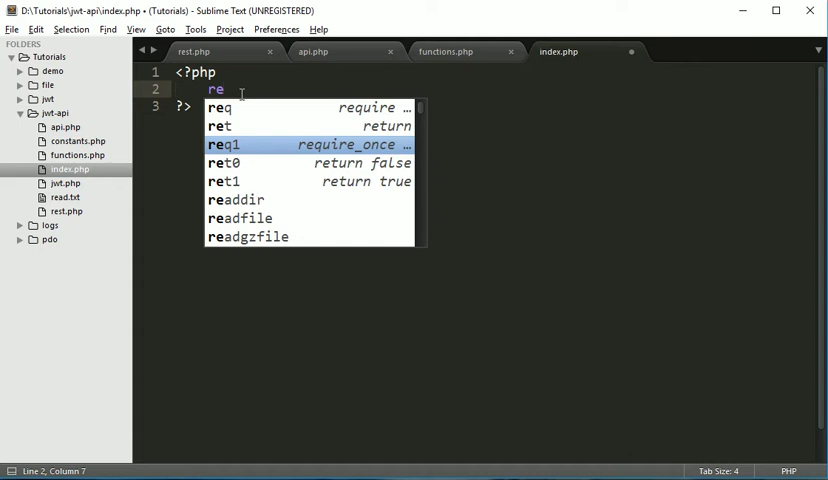 D:\Tutorials\jwt-api\index.php • (Tutorials) - Sublime Text (UNREGISTERED)
File Edit Selection Find View Goto Tools Project Preferences Help
FOLDERS
Tutorials
demo
file
jwt
jwt-api
api.php
constants.php
functions.php
index.php
jwt.php
read.txt
rest.php
logs
pdo
rest.php × api.php × functions.php × index.php
1 <?php
2 re
3 ?>
req require …
ret return
req1 require_once …
ret0 return false
ret1 return true
readdir
readfile
readgzfile
Line 2, Column 7 Tab Size: 4 PHP